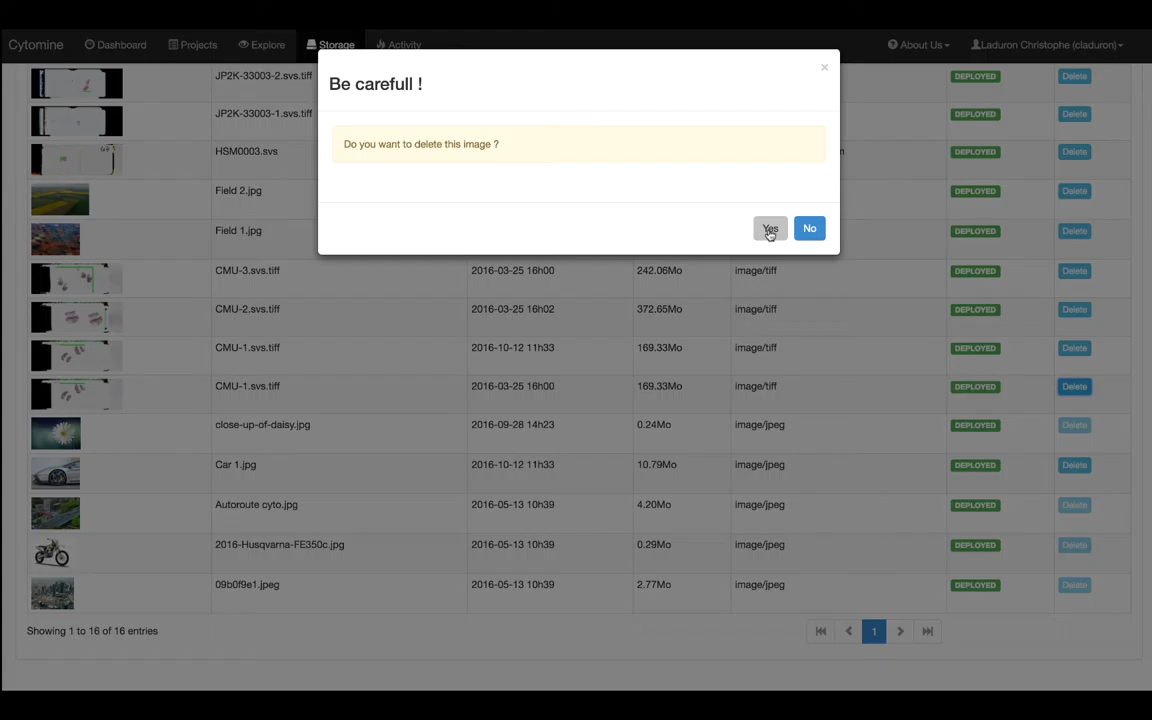 Cytomine Dashboard Projects Explore Storage Activity About Us Laduron Christophe (claduron)
×
Be carefull !
Do you want to delete this image ?
Yes No
JP2K-33003-2.svs.tiff DEPLOYED Delete
JP2K-33003-1.svs.tiff DEPLOYED Delete
HSM0003.svs DEPLOYED Delete
Field 2.jpg DEPLOYED Delete
Field 1.jpg DEPLOYED Delete
CMU-3.svs.tiff 2016-03-25 16h00 242.06Mo image/tiff DEPLOYED Delete
CMU-2.svs.tiff 2016-03-25 16h02 372.65Mo image/tiff DEPLOYED Delete
CMU-1.svs.tiff 2016-10-12 11h33 169.33Mo image/tiff DEPLOYED Delete
CMU-1.svs.tiff 2016-03-25 16h00 169.33Mo image/tiff DEPLOYED Delete
close-up-of-daisy.jpg 2016-09-28 14h23 0.24Mo image/jpeg DEPLOYED Delete
Car 1.jpg 2016-10-12 11h33 10.79Mo image/jpeg DEPLOYED Delete
Autoroute cyto.jpg 2016-05-13 10h39 4.20Mo image/jpeg DEPLOYED Delete
2016-Husqvarna-FE350c.jpg 2016-05-13 10h39 0.29Mo image/jpeg DEPLOYED Delete
09b0f9e1.jpeg 2016-05-13 10h39 2.77Mo image/jpeg DEPLOYED Delete
Showing 1 to 16 of 16 entries 1